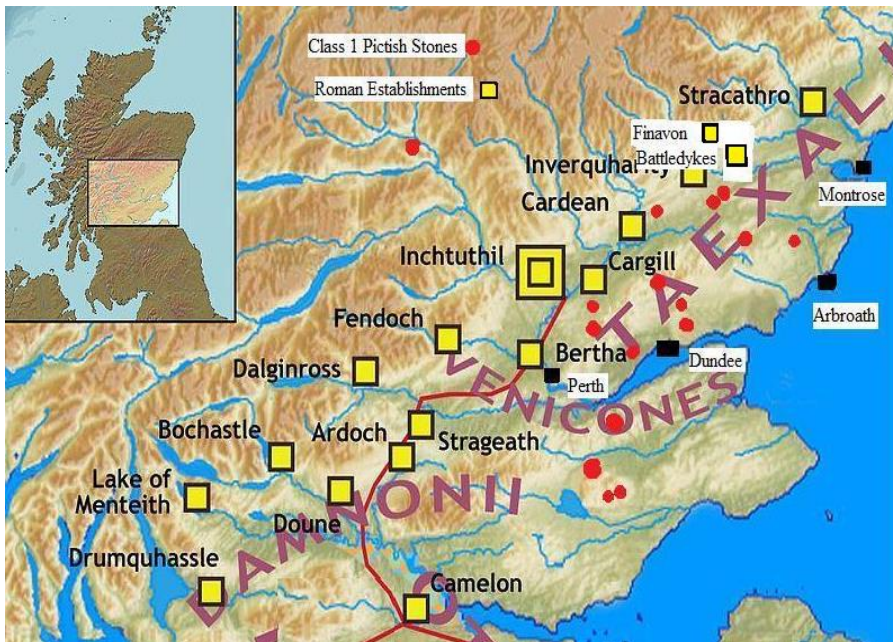 Class 1 Pictish Stones
Roman Establishments
Stracathro
Finavon
Battledykes
Inverquharity
Montrose
Cardean
TAEXAL
Inchtuthil
Cargill
Arbroath
Fendoch
Bertha
Dundee
Dalginross
Perth
VENICONES
Bochastle
Ardoch
Strageath
Lake of
Menteith
Doune
DAMNONII
Drumquhassle
Camelon